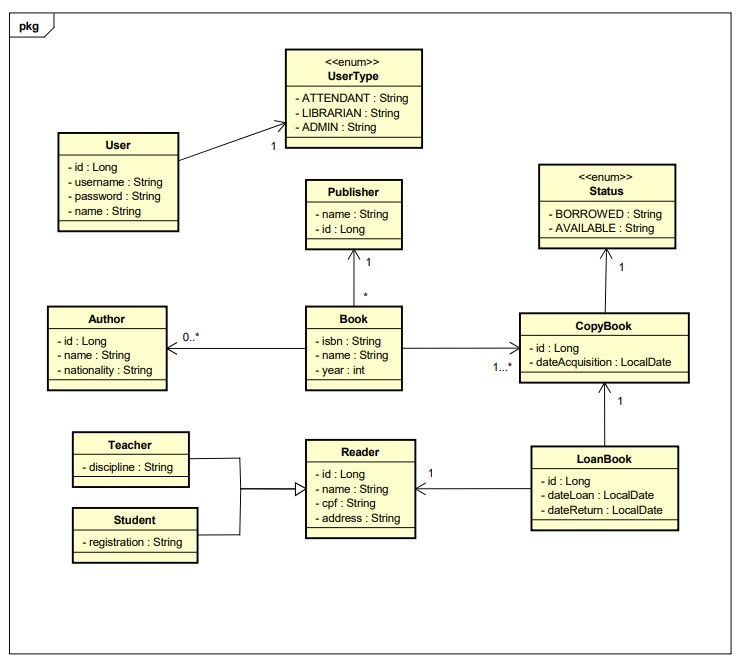 pkg
<<enum>>
UserType
- ATTENDANT : String
- LIBRARIAN : String
- ADMIN : String
1
User
- id : Long
- username : String
- password : String
- name : String
Publisher
- name : String
- id : Long
1
*
<<enum>>
Status
- BORROWED : String
- AVAILABLE : String
1
Author
- id : Long
- name : String
- nationality : String
0..*
Book
- isbn : String
- name : String
- year : int
1...*
CopyBook
- id : Long
- dateAcquisition : LocalDate
1
Teacher
- discipline : String
Student
- registration : String
Reader
- id : Long
- name : String
- cpf : String
- address : String
1
LoanBook
- id : Long
- dateLoan : LocalDate
- dateReturn : LocalDate